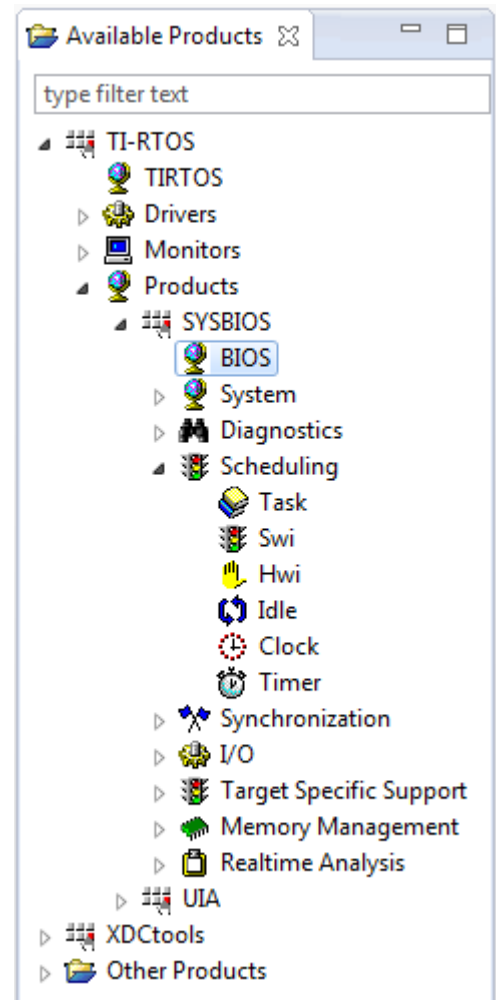 Available Products
type filter text
TI-RTOS
TIRTOS
Drivers
Monitors
Products
SYSBIOS
BIOS
System
Diagnostics
Scheduling
Task
Swi
Hwi
Idle
Clock
Timer
Synchronization
I/O
Target Specific Support
Memory Management
Realtime Analysis
UIA
XDCtools
Other Products